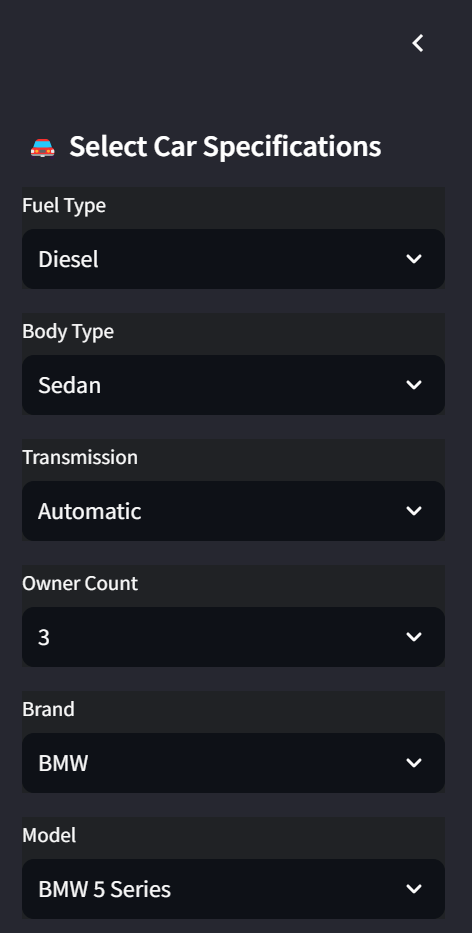 Select Car Specifications
Fuel Type
Diesel
Body Type
Sedan
Transmission
Automatic
Owner Count
3
Brand
BMW
Model
BMW 5 Series